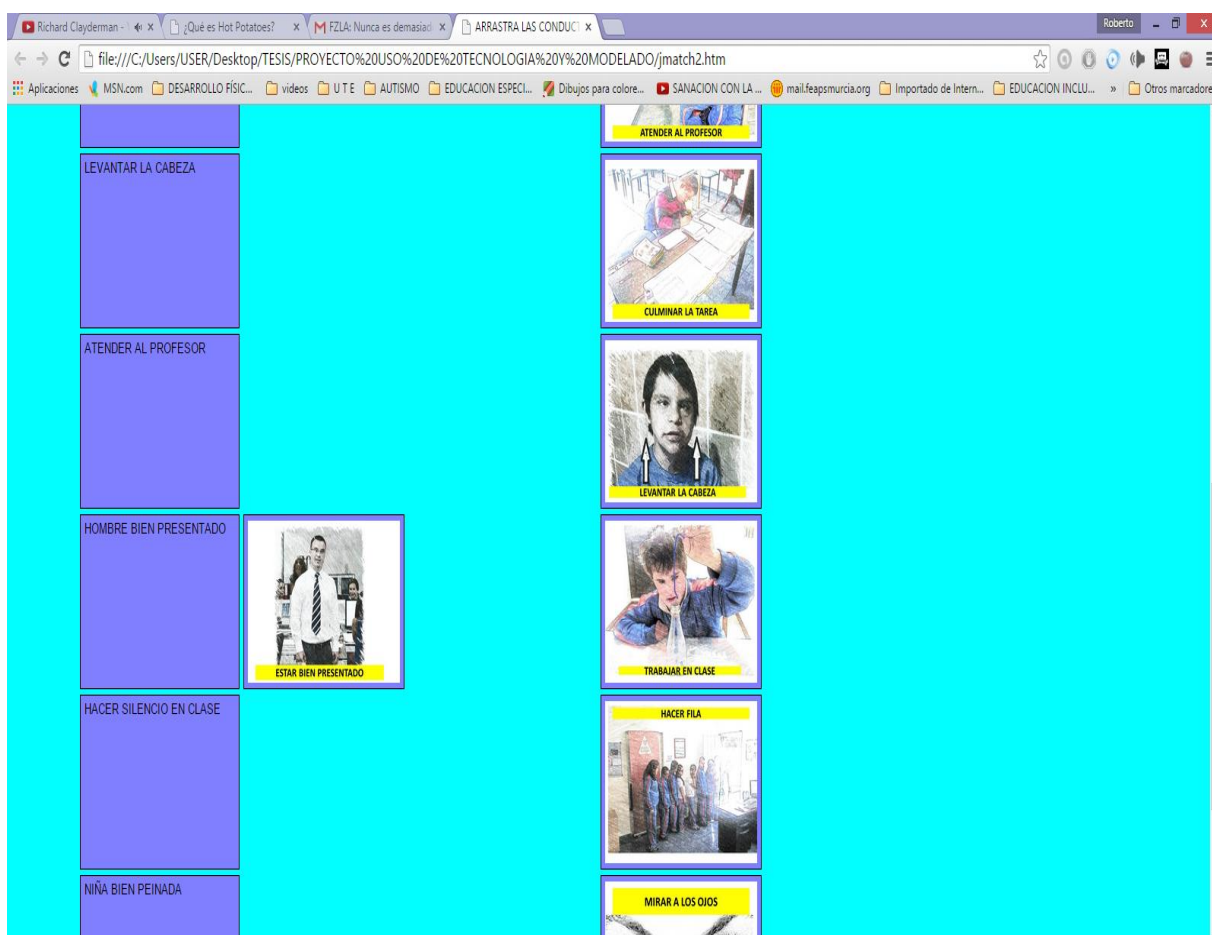 Richard Clayderman - 
¿Qué es Hot Potatoes?
FZLA: Nunca es demasiad
ARRASTRA LAS CONDUCT
Roberto
file:///C:/Users/USER/Desktop/TESIS/PROYECTO%20USO%20DE%20TECNOLOGIA%20Y%20MODELADO/jmatch2.htm
Aplicaciones
MSN.com
DESARROLLO FÍSIC...
videos
U T E
AUTISMO
EDUCACION ESPECI...
Dibujos para colore...
SANACION CON LA ...
mail.feapsmurcia.org
Importado de Intern...
EDUCACION INCLU...
»
Otros marcadore
ATENDER AL PROFESOR
LEVANTAR LA CABEZA
CULMINAR LA TAREA
ATENDER AL PROFESOR
LEVANTAR LA CABEZA
HOMBRE BIEN PRESENTADO
ESTAR BIEN PRESENTADO
TRABAJAR EN CLASE
HACER SILENCIO EN CLASE
HACER FILA
NIÑA BIEN PEINADA
MIRAR A LOS OJOS